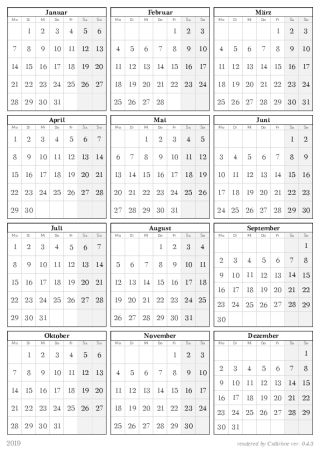 Januar
Mo Di Mi Do Fr Sa So
1 2 3 4 5 6
7 8 9 10 11 12 13
14 15 16 17 18 19 20
21 22 23 24 25 26 27
28 29 30 31
Februar
Mo Di Mi Do Fr Sa So
1 2 3
4 5 6 7 8 9 10
11 12 13 14 15 16 17
18 19 20 21 22 23 24
25 26 27 28
März
Mo Di Mi Do Fr Sa So
1 2 3
4 5 6 7 8 9 10
11 12 13 14 15 16 17
18 19 20 21 22 23 24
25 26 27 28 29 30 31
April
Mo Di Mi Do Fr Sa So
1 2 3 4 5 6 7
8 9 10 11 12 13 14
15 16 17 18 19 20 21
22 23 24 25 26 27 28
29 30
Mai
Mo Di Mi Do Fr Sa So
1 2 3 4 5
6 7 8 9 10 11 12
13 14 15 16 17 18 19
20 21 22 23 24 25 26
27 28 29 30 31
Juni
Mo Di Mi Do Fr Sa So
1 2
3 4 5 6 7 8 9
10 11 12 13 14 15 16
17 18 19 20 21 22 23
24 25 26 27 28 29 30
Juli
Mo Di Mi Do Fr Sa So
1 2 3 4 5 6 7
8 9 10 11 12 13 14
15 16 17 18 19 20 21
22 23 24 25 26 27 28
29 30 31
August
Mo Di Mi Do Fr Sa So
1 2 3 4
5 6 7 8 9 10 11
12 13 14 15 16 17 18
19 20 21 22 23 24 25
26 27 28 29 30 31
September
Mo Di Mi Do Fr Sa So
1
2 3 4 5 6 7 8
9 10 11 12 13 14 15
16 17 18 19 20 21 22
23 24 25 26 27 28 29
30
Oktober
Mo Di Mi Do Fr Sa So
1 2 3 4 5 6
7 8 9 10 11 12 13
14 15 16 17 18 19 20
21 22 23 24 25 26 27
28 29 30 31
November
Mo Di Mi Do Fr Sa So
1 2 3
4 5 6 7 8 9 10
11 12 13 14 15 16 17
18 19 20 21 22 23 24
25 26 27 28 29 30
Dezember
Mo Di Mi Do Fr Sa So
1
2 3 4 5 6 7 8
9 10 11 12 13 14 15
16 17 18 19 20 21 22
23 24 25 26 27 28 29
30 31
2019